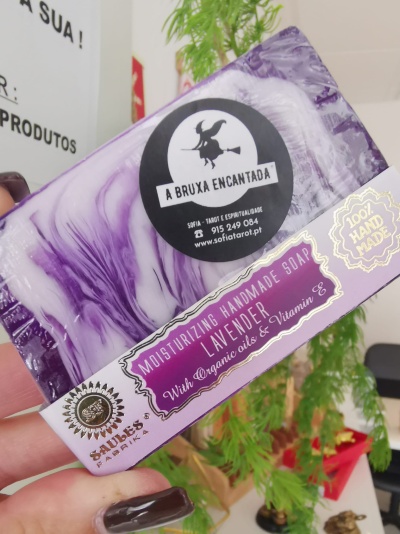 A SUA !
R :
PRODUTOS
A BRUXA ENCANTADA
SOFIA - TAROT E ESPIRITUALIDADE
☎ 915 249 084
www.sofiatarot.pt
100%
HAND
MADE
MOISTURIZING HANDMADE SOAP
LAVENDER
With Organic oils & Vitamin E
SAULES
FABRIKA